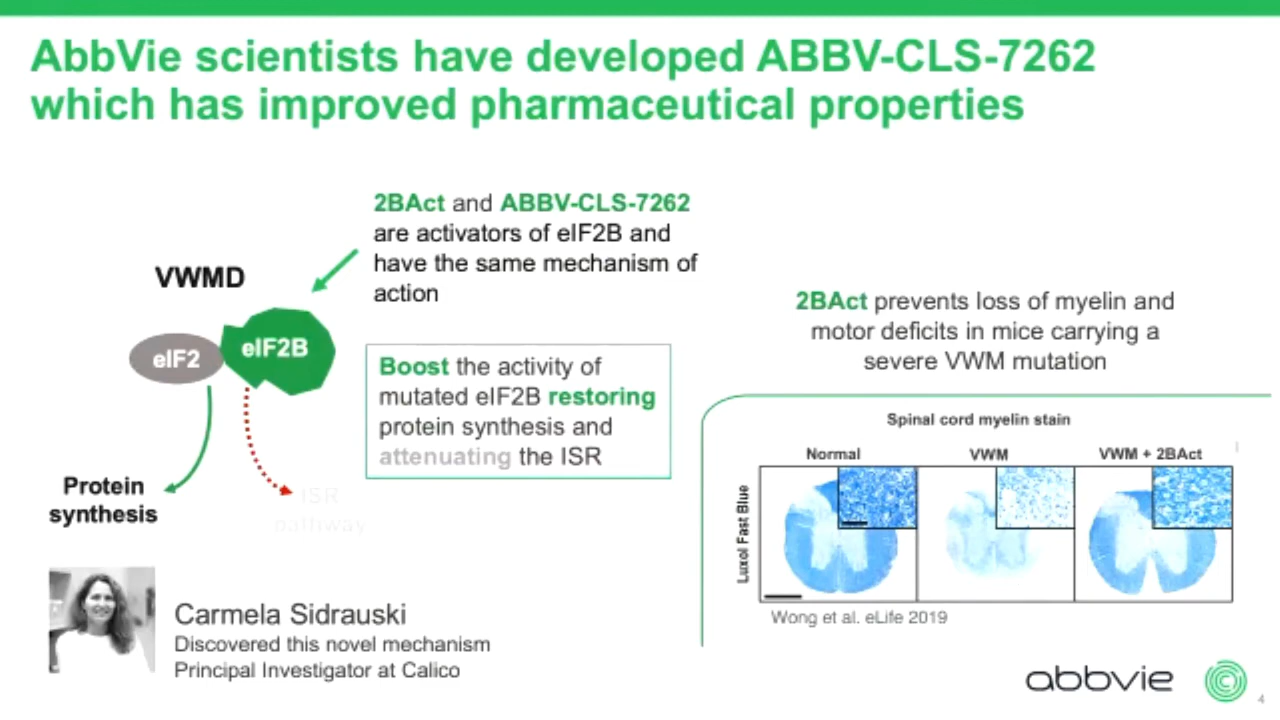 AbbVie scientists have developed ABBV-CLS-7262
which has improved pharmaceutical properties
2BAct and ABBV-CLS-7262
are activators of eIF2B and
have the same mechanism of
action
VWMD
eIF2
eIF2B
Boost the activity of
mutated eIF2B restoring
protein synthesis and
attenuating the ISR
Protein
synthesis
ISR
pathway
Carmela Sidrauski
Discovered this novel mechanism
Principal Investigator at Calico
2BAct prevents loss of myelin and
motor deficits in mice carrying a
severe VWM mutation
Spinal cord myelin stain
Normal
VWM
VWM + 2BAct
Luxol Fast Blue
Wong et al. eLife 2019
abbvie
4